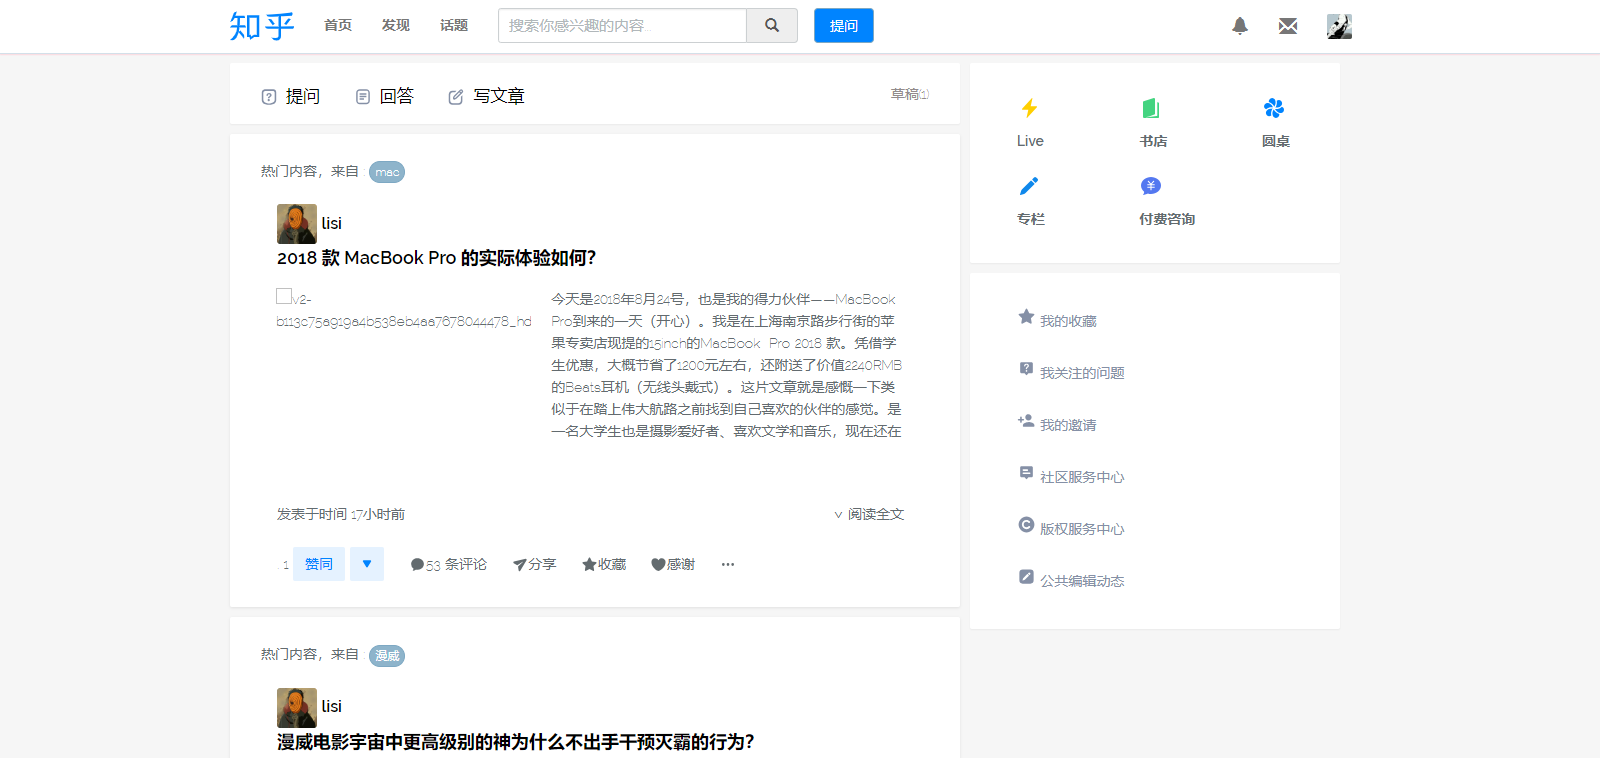 知乎 首页 发现 话题 搜索你感兴趣的内容... 提问
提问 回答 写文章 草稿(1)
热门内容，来自 : mac
lisi
2018 款 MacBook Pro 的实际体验如何?
v2-
b113c75a919a4b538eb4aa7678044478_hd
今天是2018年8月24号，也是我的得力伙伴——MacBook
Pro到来的一天（开心）。我是在上海南京路步行街的苹
果专卖店现提的15inch的MacBook Pro 2018 款。凭借学
生优惠，大概节省了1200元左右，还附送了价值2240RMB
的Beats耳机（无线头戴式）。这片文章就是感慨一下类
似于在踏上伟大航路之前找到自己喜欢的伙伴的感觉。是
一名大学生也是摄影爱好者、喜欢文学和音乐，现在还在
发表于时间 17小时前 ∨ 阅读全文
1 赞同 ▼ 53 条评论 分享 收藏 感谢 ···
热门内容，来自 : 漫威
lisi
漫威电影宇宙中更高级别的神为什么不出手干预灭霸的行为?
Live 书店 圆桌
专栏 付费咨询
我的收藏
我关注的问题
我的邀请
社区服务中心
版权服务中心
公共编辑动态